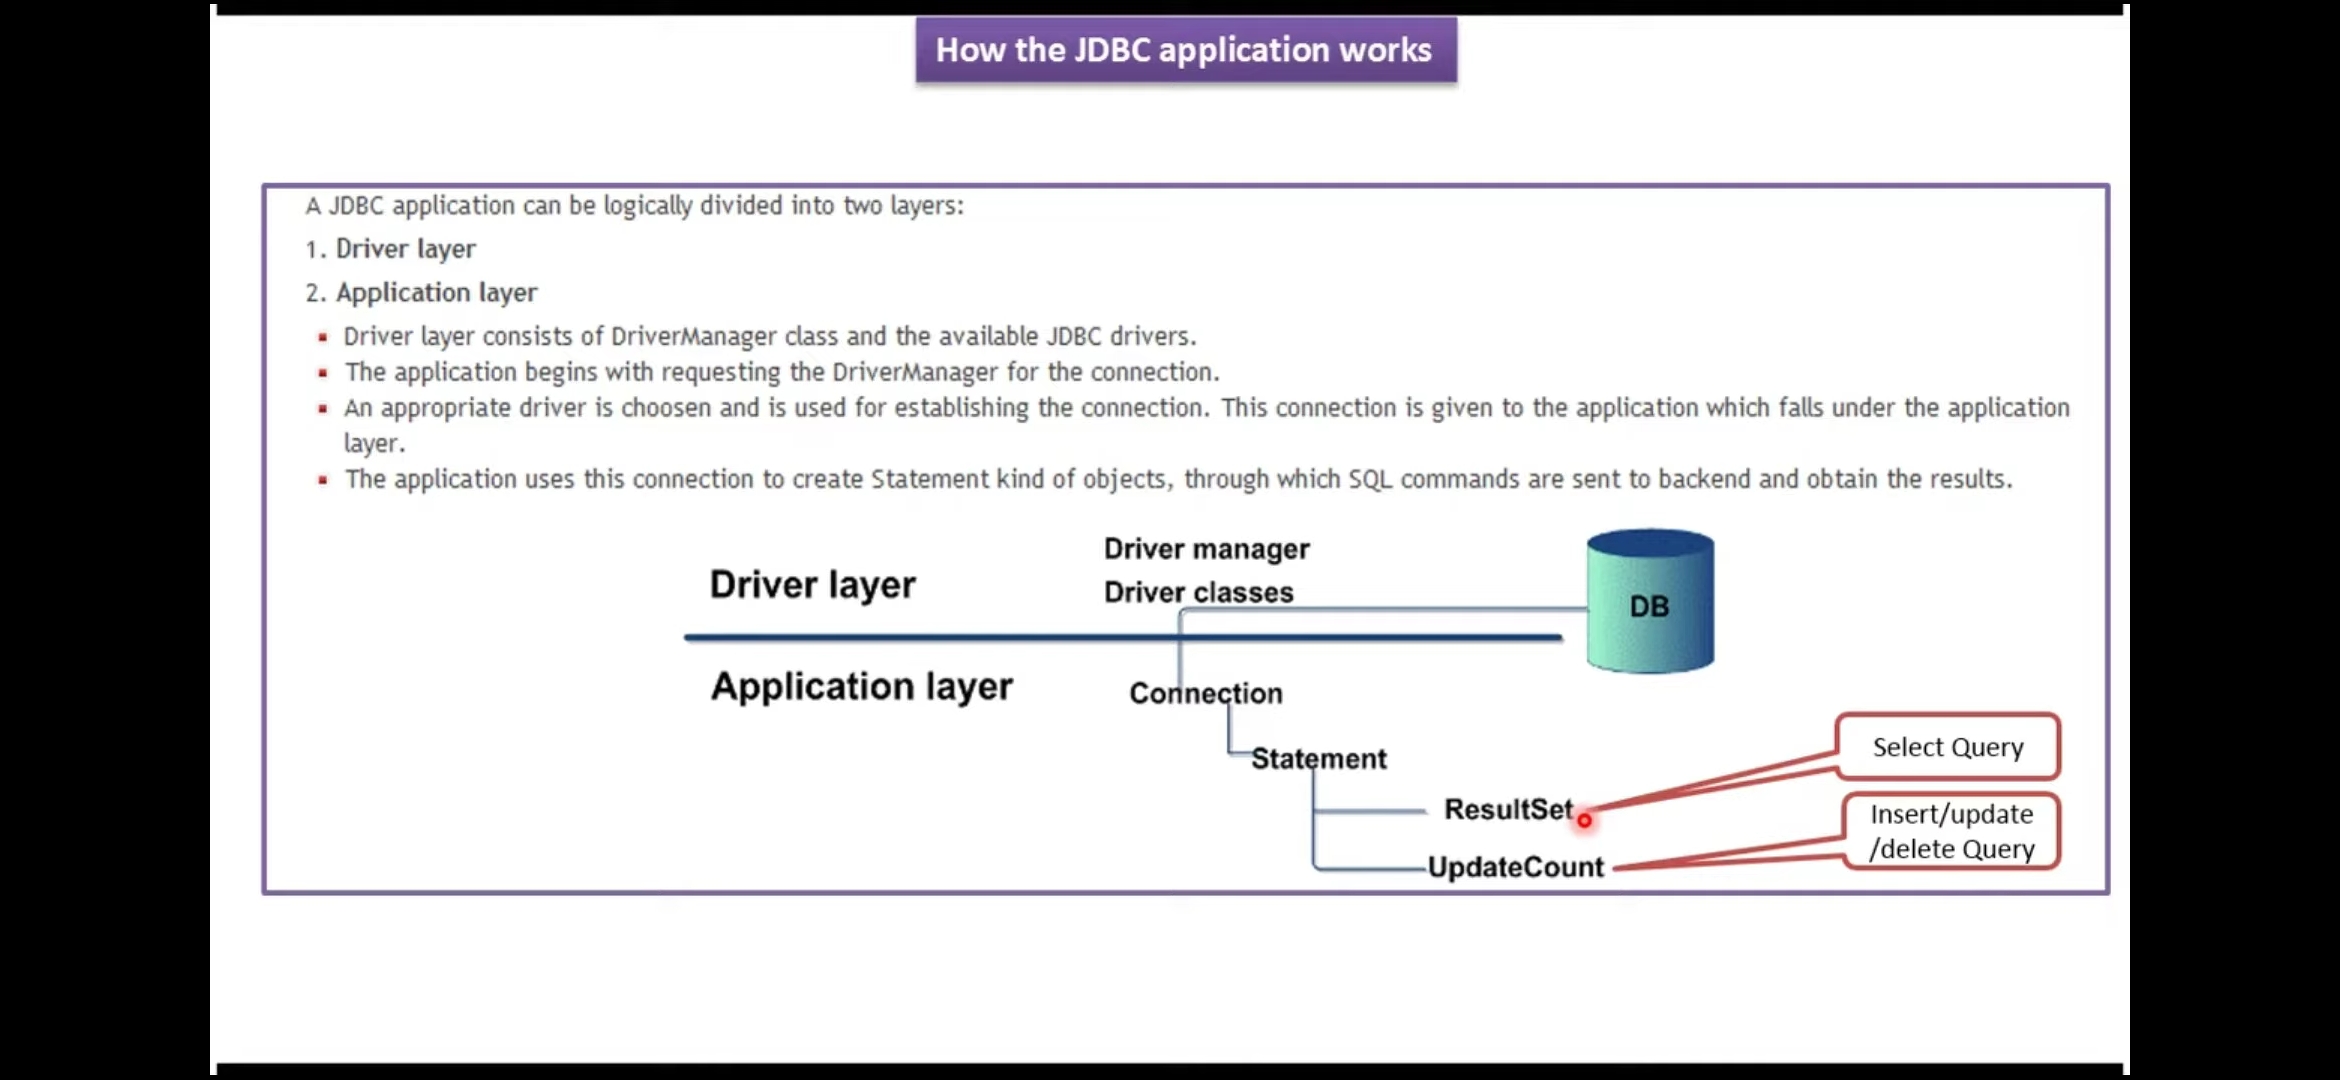 How the JDBC application works
A JDBC application can be logically divided into two layers:
1. Driver layer
2. Application layer
▪ Driver layer consists of DriverManager class and the available JDBC drivers.
▪ The application begins with requesting the DriverManager for the connection.
▪ An appropriate driver is choosen and is used for establishing the connection. This connection is given to the application which falls under the application
layer.
▪ The application uses this connection to create Statement kind of objects, through which SQL commands are sent to backend and obtain the results.
Driver manager
Driver layer
Driver classes
DB
Application layer
Connection
Statement
Select Query
ResultSet
Insert/update
/delete Query
UpdateCount